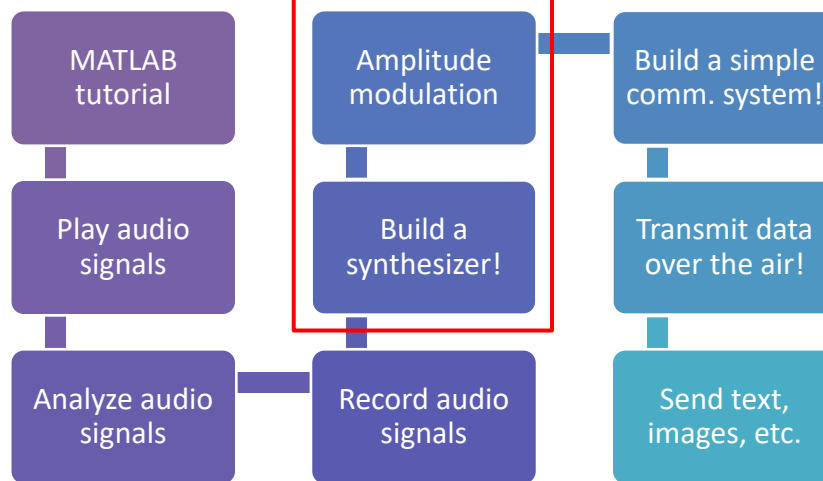 MATLAB
tutorial
Play audio
signals
Analyze audio
signals
Record audio
signals
Build a
synthesizer!
Amplitude
modulation
Build a simple
comm. system!
Transmit data
over the air!
Send text,
images, etc.